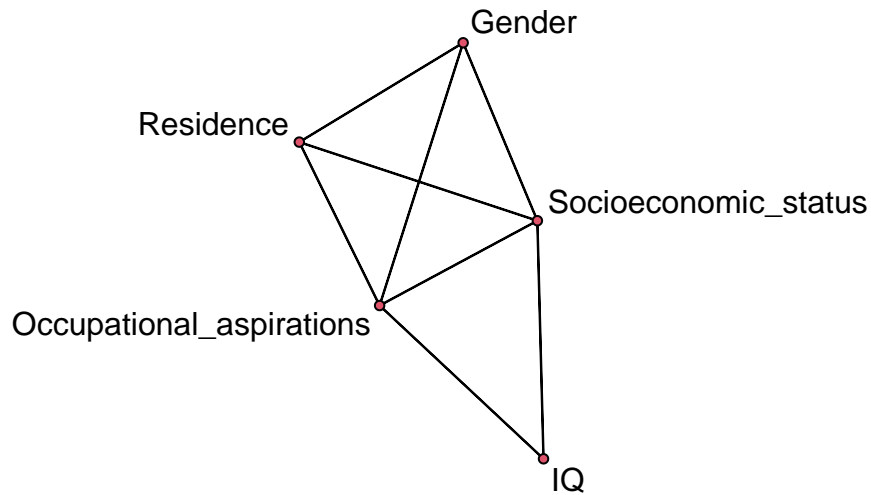 Gender
Residence
Socioeconomic_status
Occupational_aspirations
IQ